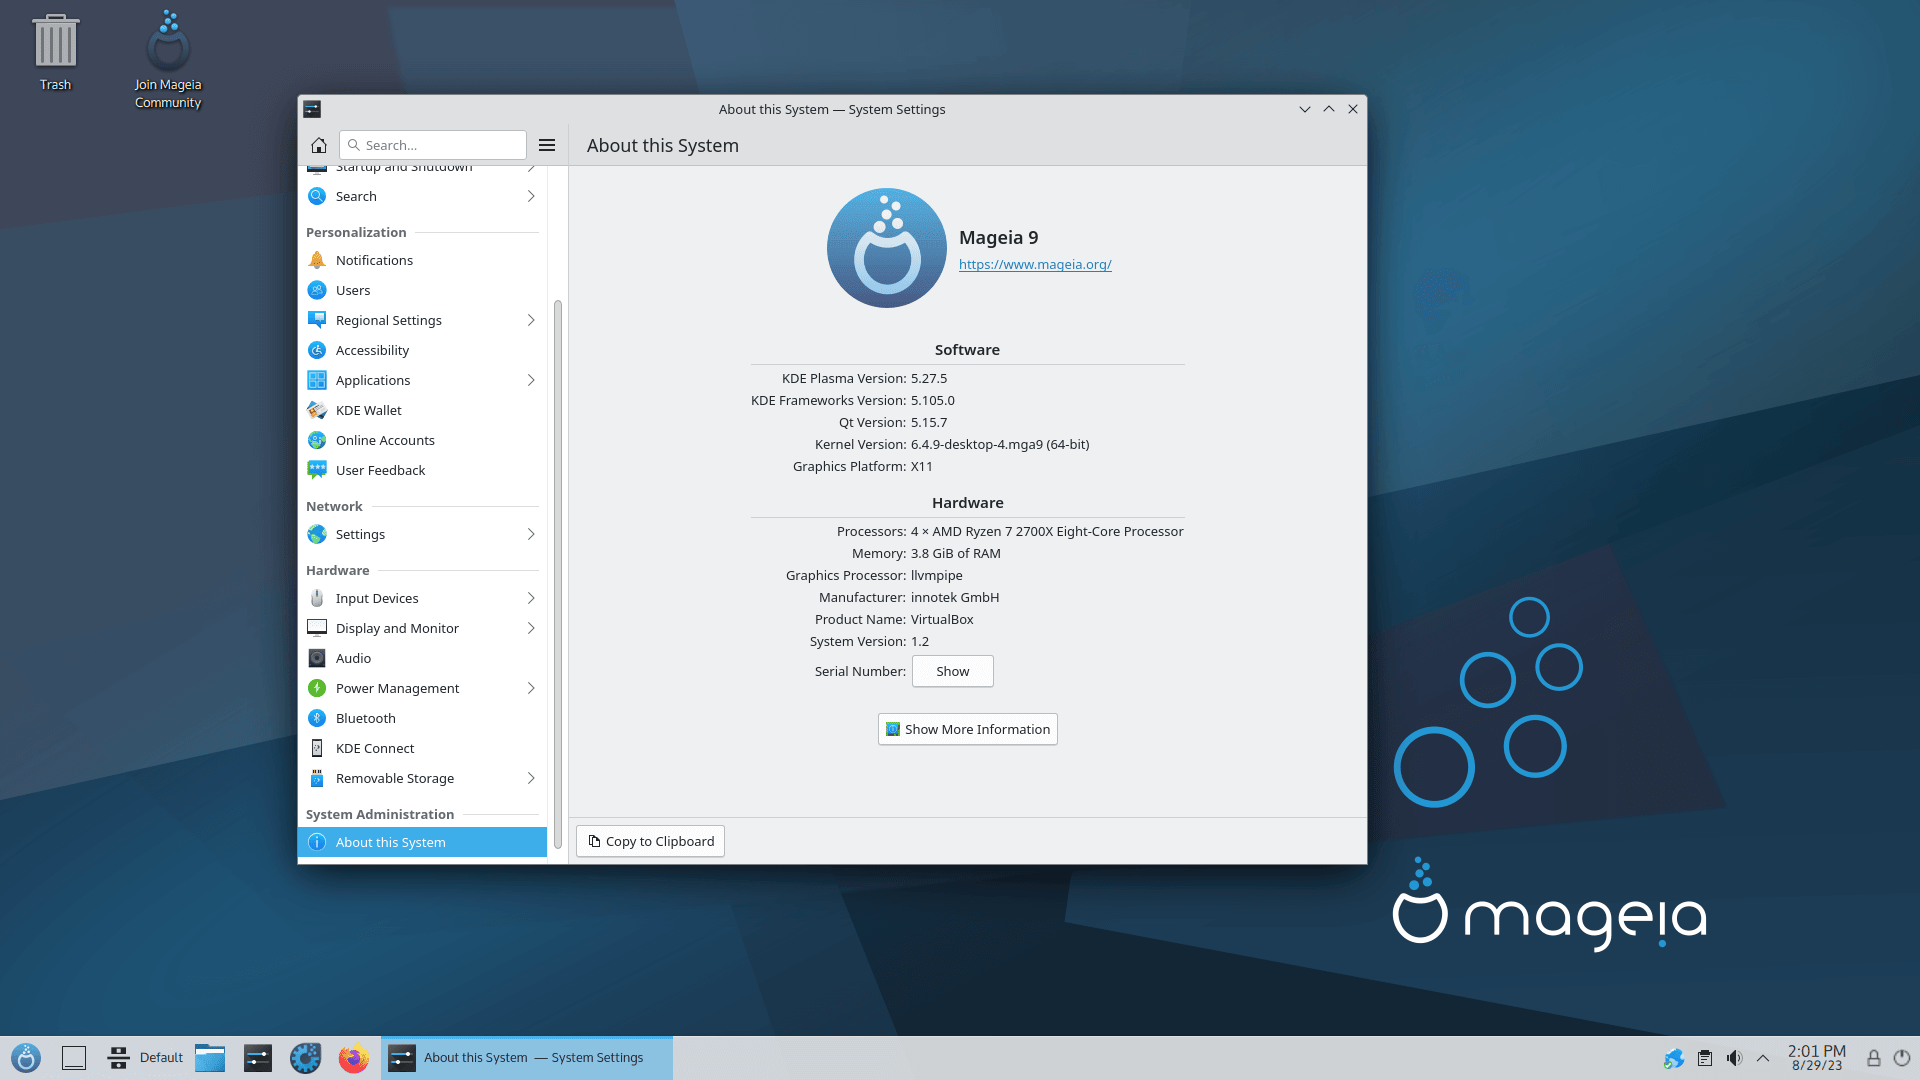 Trash
Join Mageia
Community
About this System — System Settings
Search...
About this System
Startup and Shutdown
Search
Personalization
Notifications
Users
Regional Settings
Accessibility
Applications
KDE Wallet
Online Accounts
User Feedback
Network
Settings
Hardware
Input Devices
Display and Monitor
Audio
Power Management
Bluetooth
KDE Connect
Removable Storage
System Administration
About this System
Mageia 9
https://www.mageia.org/
Software
KDE Plasma Version: 5.27.5
KDE Frameworks Version: 5.105.0
Qt Version: 5.15.7
Kernel Version: 6.4.9-desktop-4.mga9 (64-bit)
Graphics Platform: X11
Hardware
Processors: 4 × AMD Ryzen 7 2700X Eight-Core Processor
Memory: 3.8 GiB of RAM
Graphics Processor: llvmpipe
Manufacturer: innotek GmbH
Product Name: VirtualBox
System Version: 1.2
Serial Number: Show
Show More Information
Copy to Clipboard
mageia
Default
About this System — System Settings
2:01 PM
8/29/23